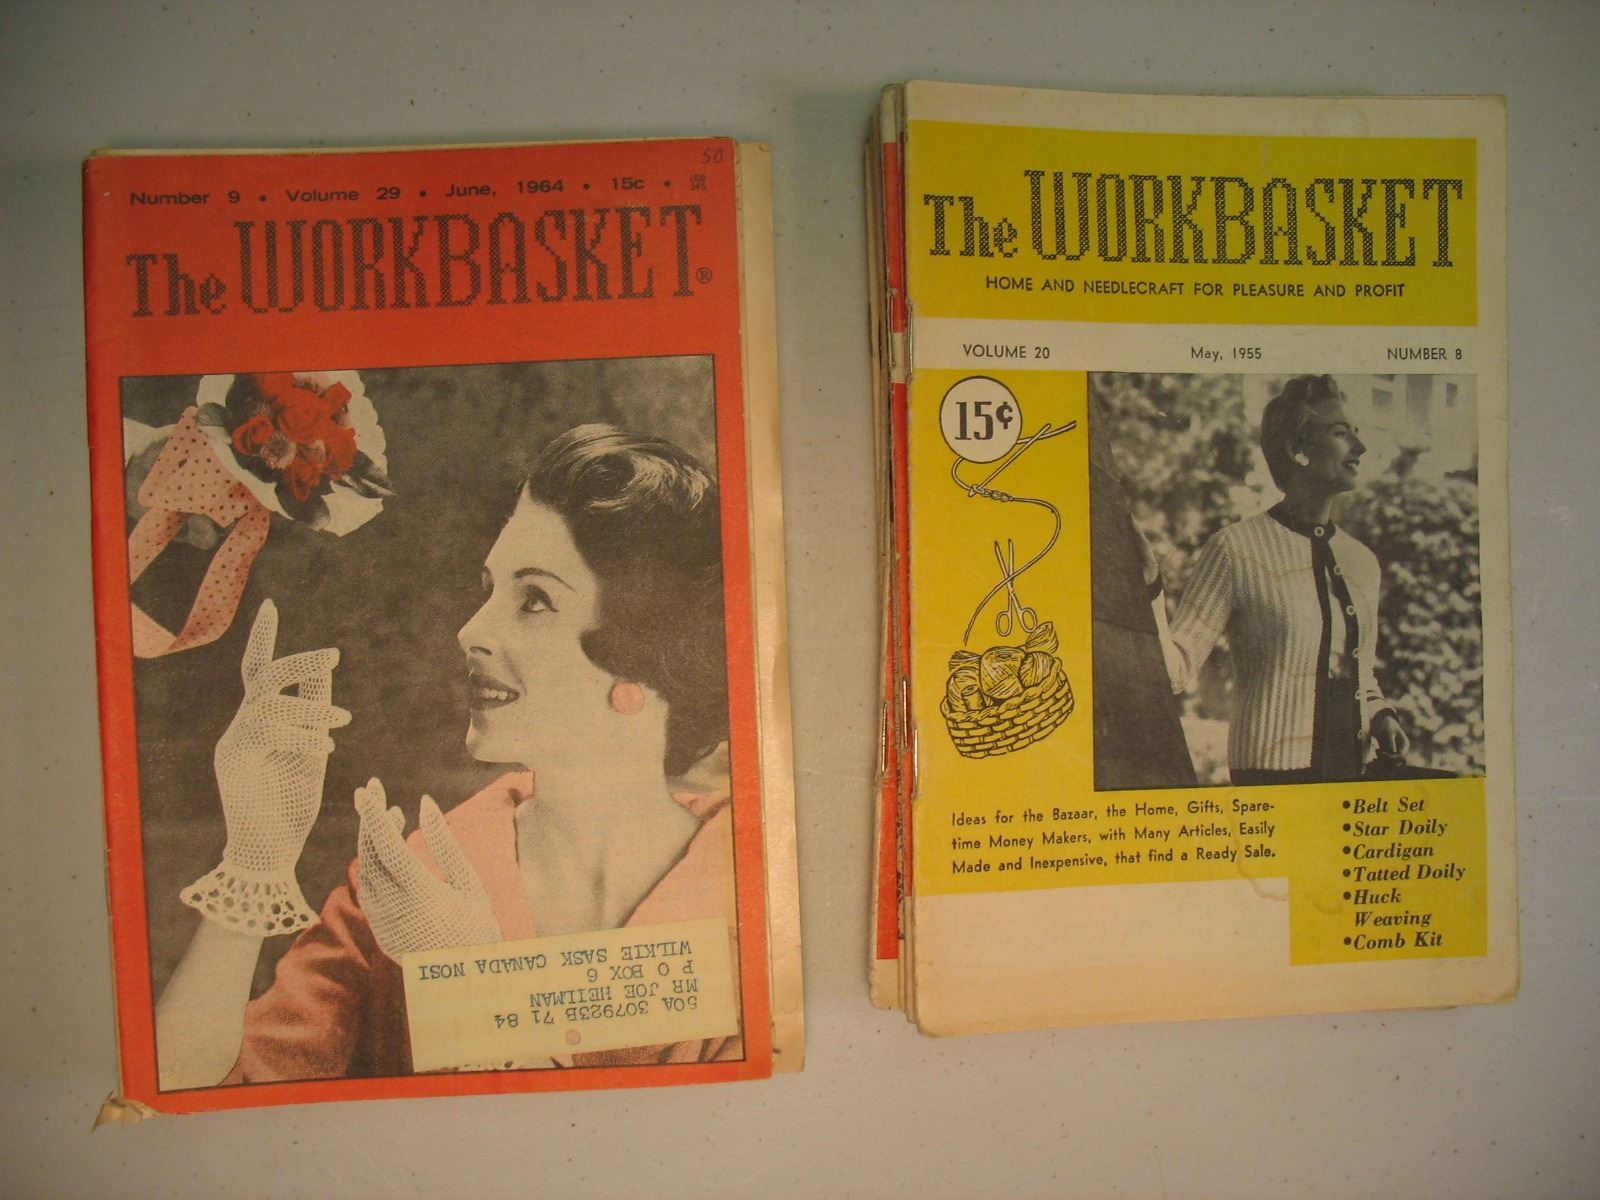 50
Number 9 • Volume 29 • June, 1964 • 15c •
The WORKBASKET®
50A 307923B 71 84
MR JOE HEILMAN
P O BOX 6
WILKIE SASK CANADA NOSI
The WORKBASKET
HOME AND NEEDLECRAFT FOR PLEASURE AND PROFIT
VOLUME 20 May, 1955 NUMBER 8
15¢
Ideas for the Bazaar, the Home, Gifts, Spare-
time Money Makers, with Many Articles, Easily
Made and Inexpensive, that find a Ready Sale.
•Belt Set
•Star Doily
•Cardigan
•Tatted Doily
•Huck
Weaving
•Comb Kit